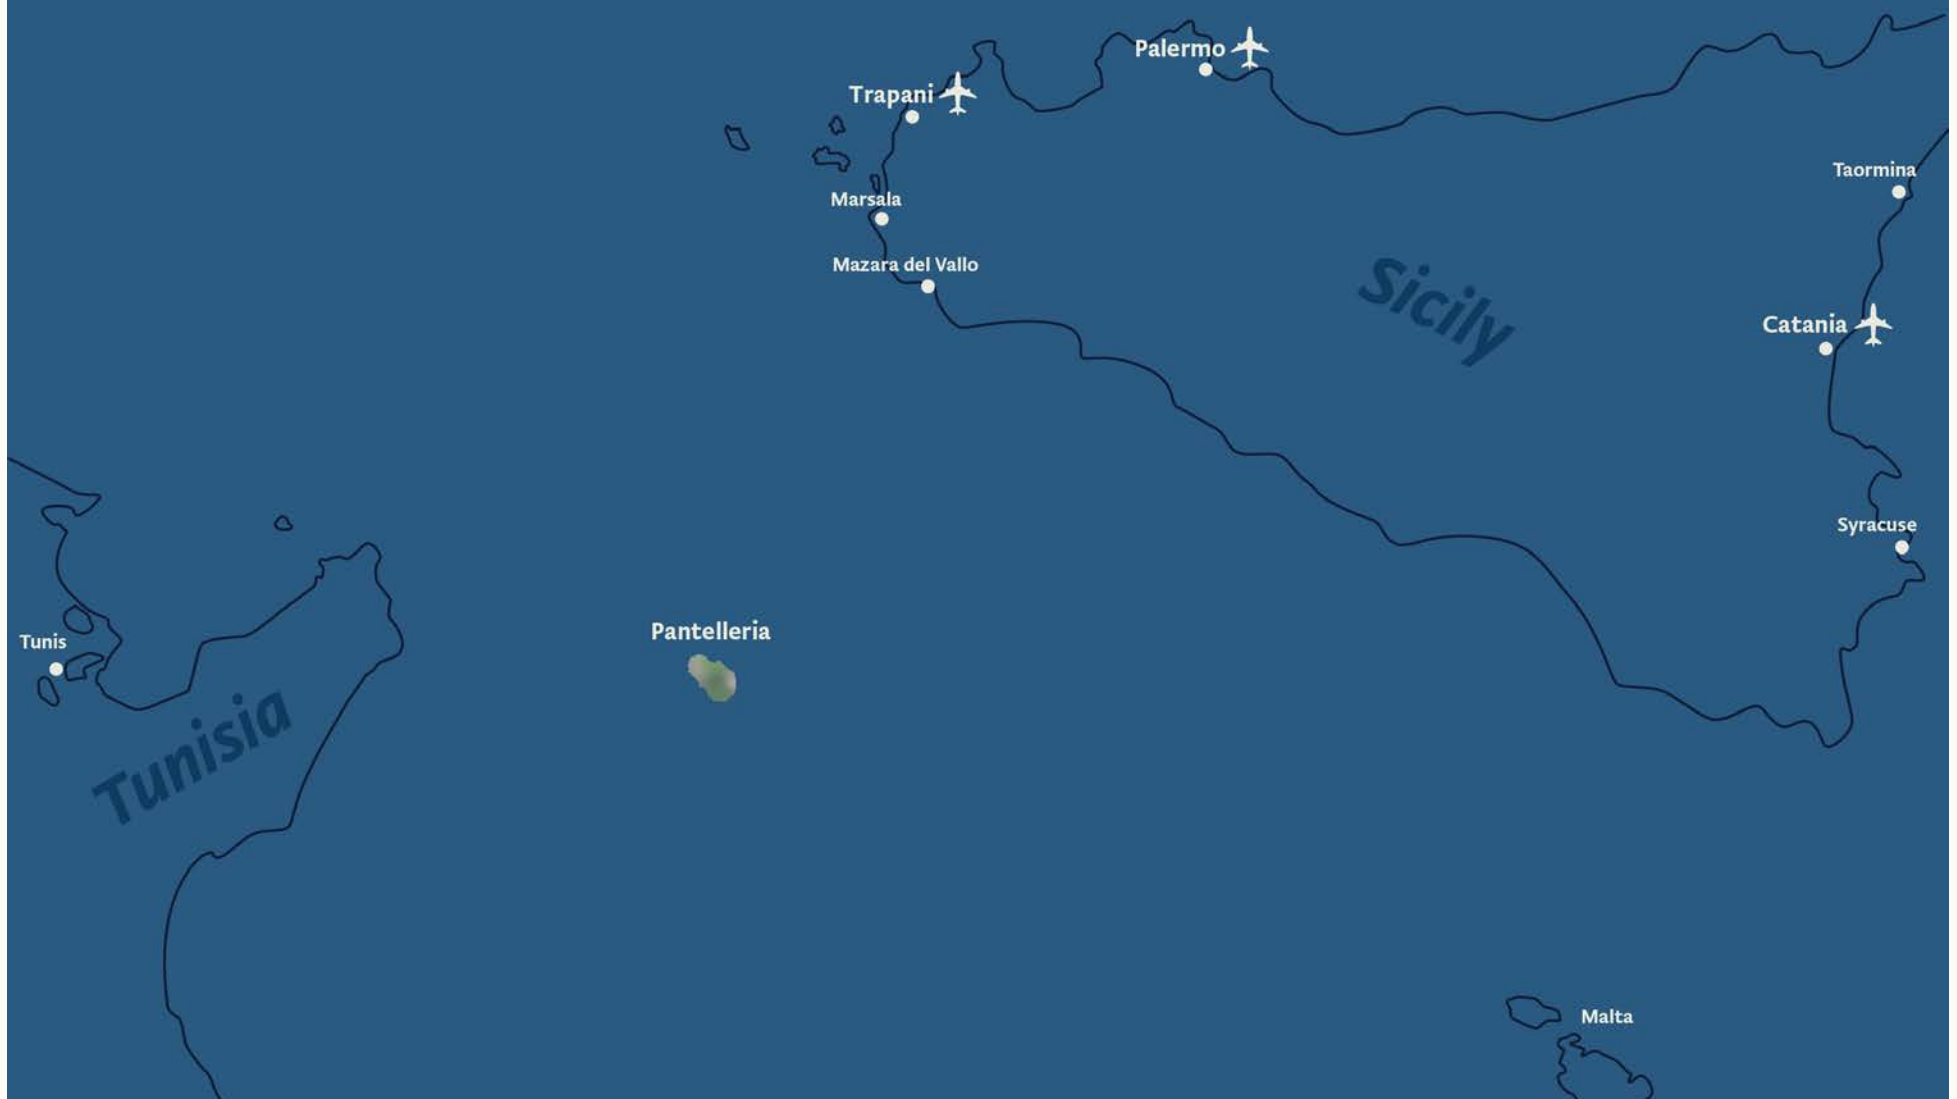 Palermo
Trapani
Taormina
Marsala
Mazara del Vallo
Sicily
Catania
Syracuse
Pantelleria
Tunis
Tunisia
Malta